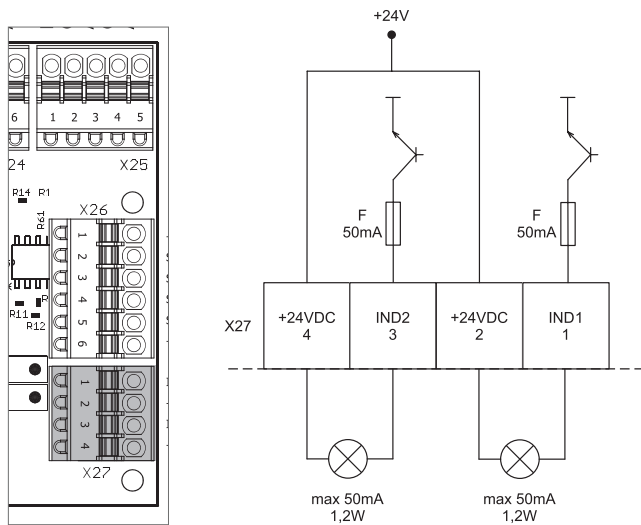 6
1 2 3 4 5
24
X25
R14 R1
R61
X26
1
2
3
4
5
6
R11
R12
1
2
3
4
X27
+24V
F
50mA
F
50mA
X27
+24VDC
4
IND2
3
+24VDC
2
IND1
1
max 50mA
1,2W
max 50mA
1,2W